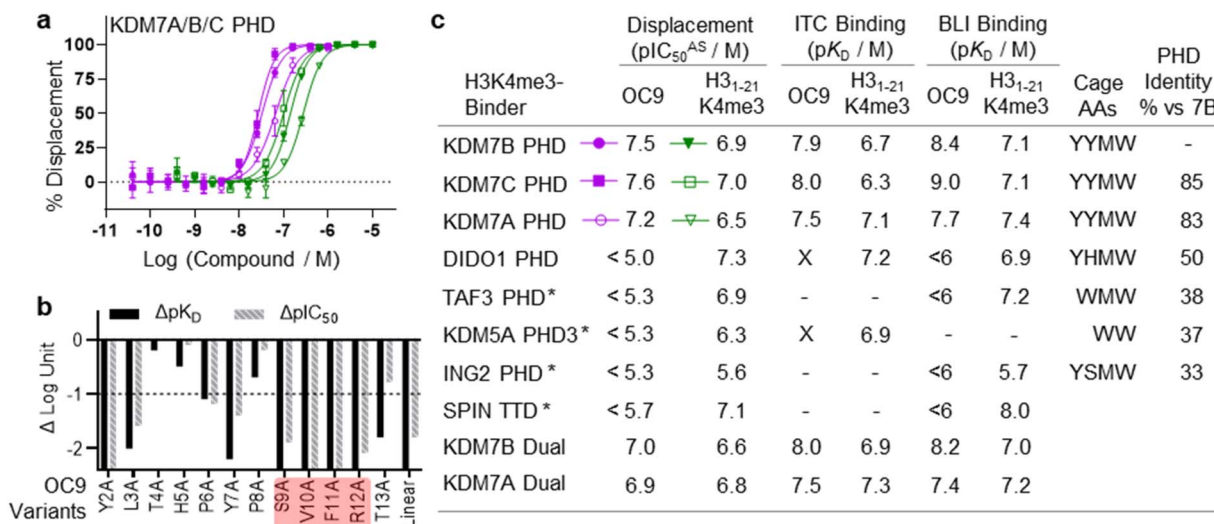 a
KDM7A/B/C PHD
% Displacement
100
75
50
25
0
-11 -10 -9 -8 -7 -6 -5
Log (Compound / M)
b
ΔpK_D ΔpIC₅₀
Δ Log Unit
0
-1
-2
OC9
Variants
Y2A L3A T4A H5A P6A Y7A P8A S9A V10A F11A R12A T13A Linear
c
Displacement ITC Binding BLI Binding
(pIC₅₀ᴬˢ / M) (pK_D / M) (pK_D / M) PHD
H3K4me3- Cage Identity
Binder OC9 H3₁₋₂₁ K4me3 OC9 H3₁₋₂₁ K4me3 OC9 H3₁₋₂₁ K4me3 AAs % vs 7B
KDM7B PHD 7.5 6.9 7.9 6.7 8.4 7.1 YYMW -
KDM7C PHD 7.6 7.0 8.0 6.3 9.0 7.1 YYMW 85
KDM7A PHD 7.2 6.5 7.5 7.1 7.7 7.4 YYMW 83
DIDO1 PHD < 5.0 7.3 X 7.2 <6 6.9 YHMW 50
TAF3 PHD* < 5.3 6.9 - - <6 7.2 WMW 38
KDM5A PHD3* < 5.3 6.3 X 6.9 - - WW 37
ING2 PHD* < 5.3 5.6 - - <6 5.7 YSMW 33
SPIN TTD* < 5.7 7.1 - - <6 8.0
KDM7B Dual 7.0 6.6 8.0 6.9 8.2 7.0
KDM7A Dual 6.9 6.8 7.5 7.3 7.4 7.2